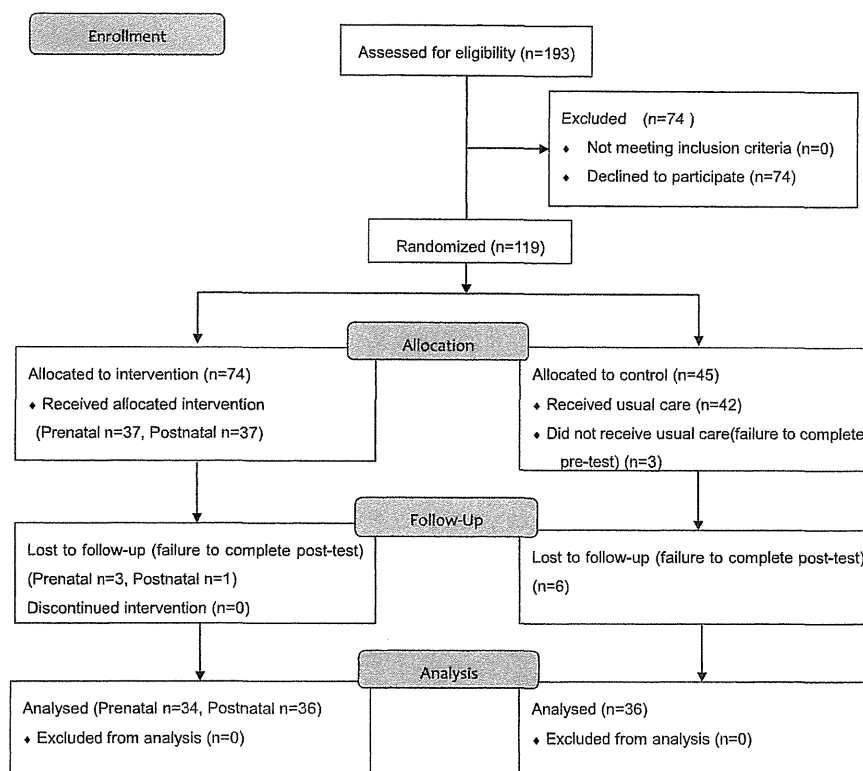 Enrollment
Assessed for eligibility (n=193)
Excluded (n=74 )
♦ Not meeting inclusion criteria (n=0)
♦ Declined to participate (n=74)
Randomized (n=119)
Allocation
Allocated to intervention (n=74)
♦ Received allocated intervention
(Prenatal n=37, Postnatal n=37)
Allocated to control (n=45)
♦ Received usual care (n=42)
♦ Did not receive usual care(failure to complete
pre-test) (n=3)
Follow-Up
Lost to follow-up (failure to complete post-test)
(Prenatal n=3, Postnatal n=1)
Discontinued intervention (n=0)
Lost to follow-up (failure to complete post-test)
(n=6)
Analysis
Analysed (Prenatal n=34, Postnatal n=36)
♦ Excluded from analysis (n=0)
Analysed (n=36)
♦ Excluded from analysis (n=0)